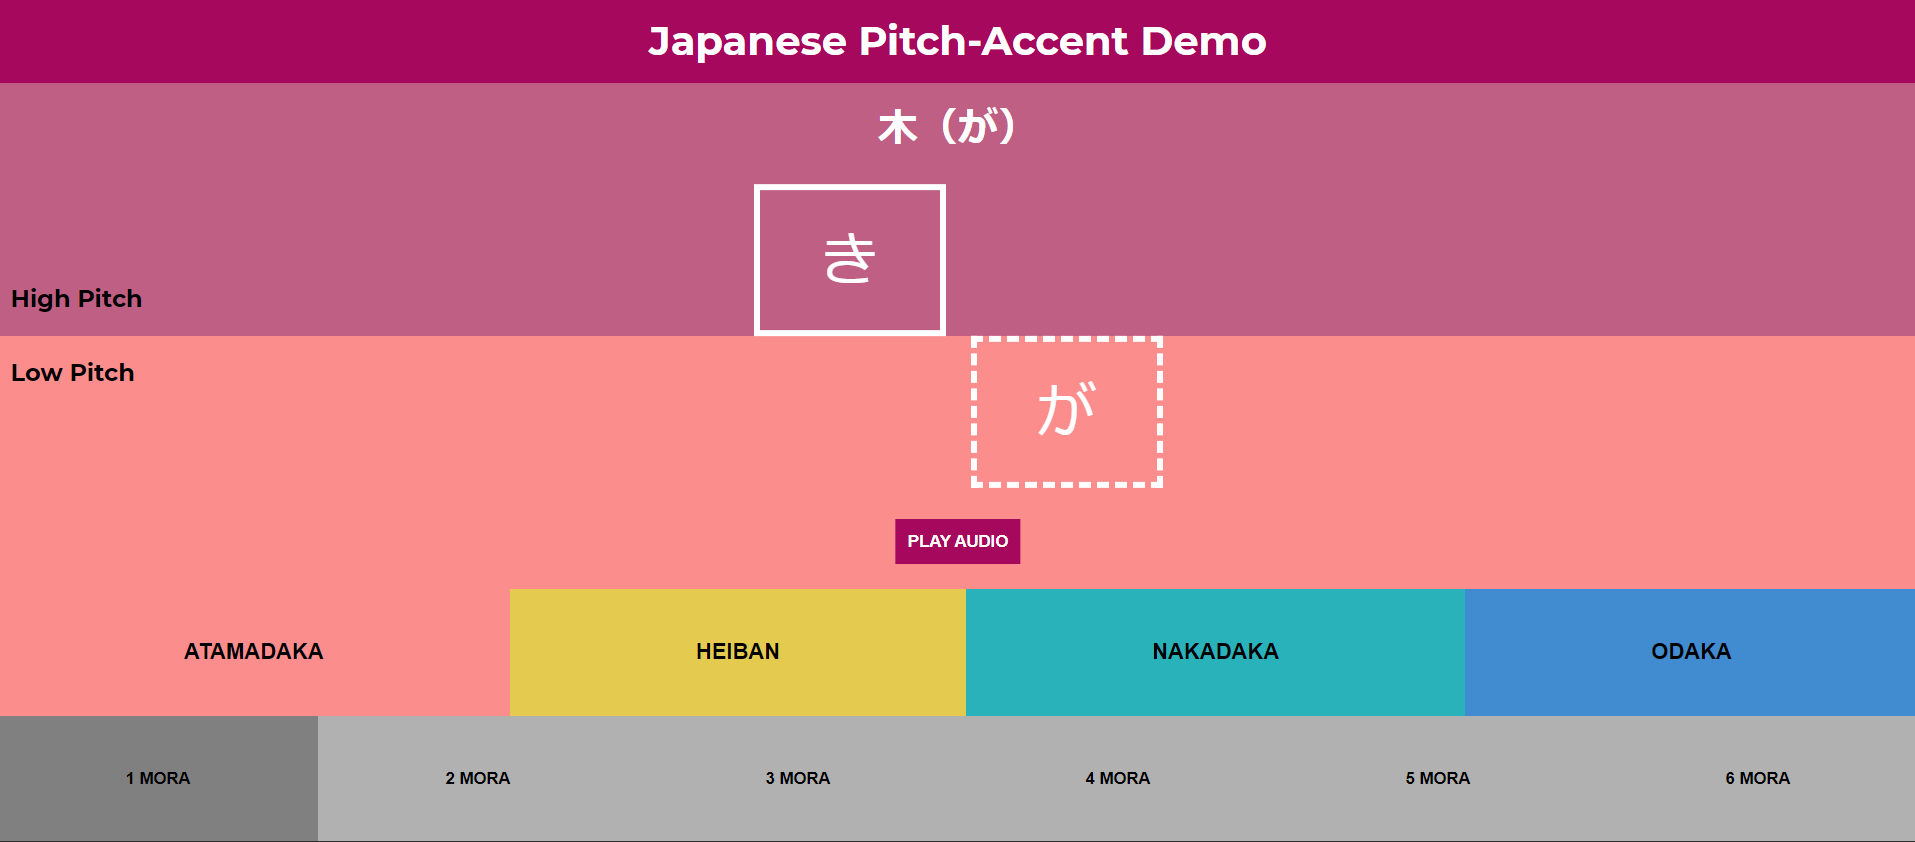 Japanese Pitch-Accent Demo
木（が）
き
High Pitch
Low Pitch
が
PLAY AUDIO
ATAMADAKA HEIBAN NAKADAKA ODAKA
1 MORA 2 MORA 3 MORA 4 MORA 5 MORA 6 MORA